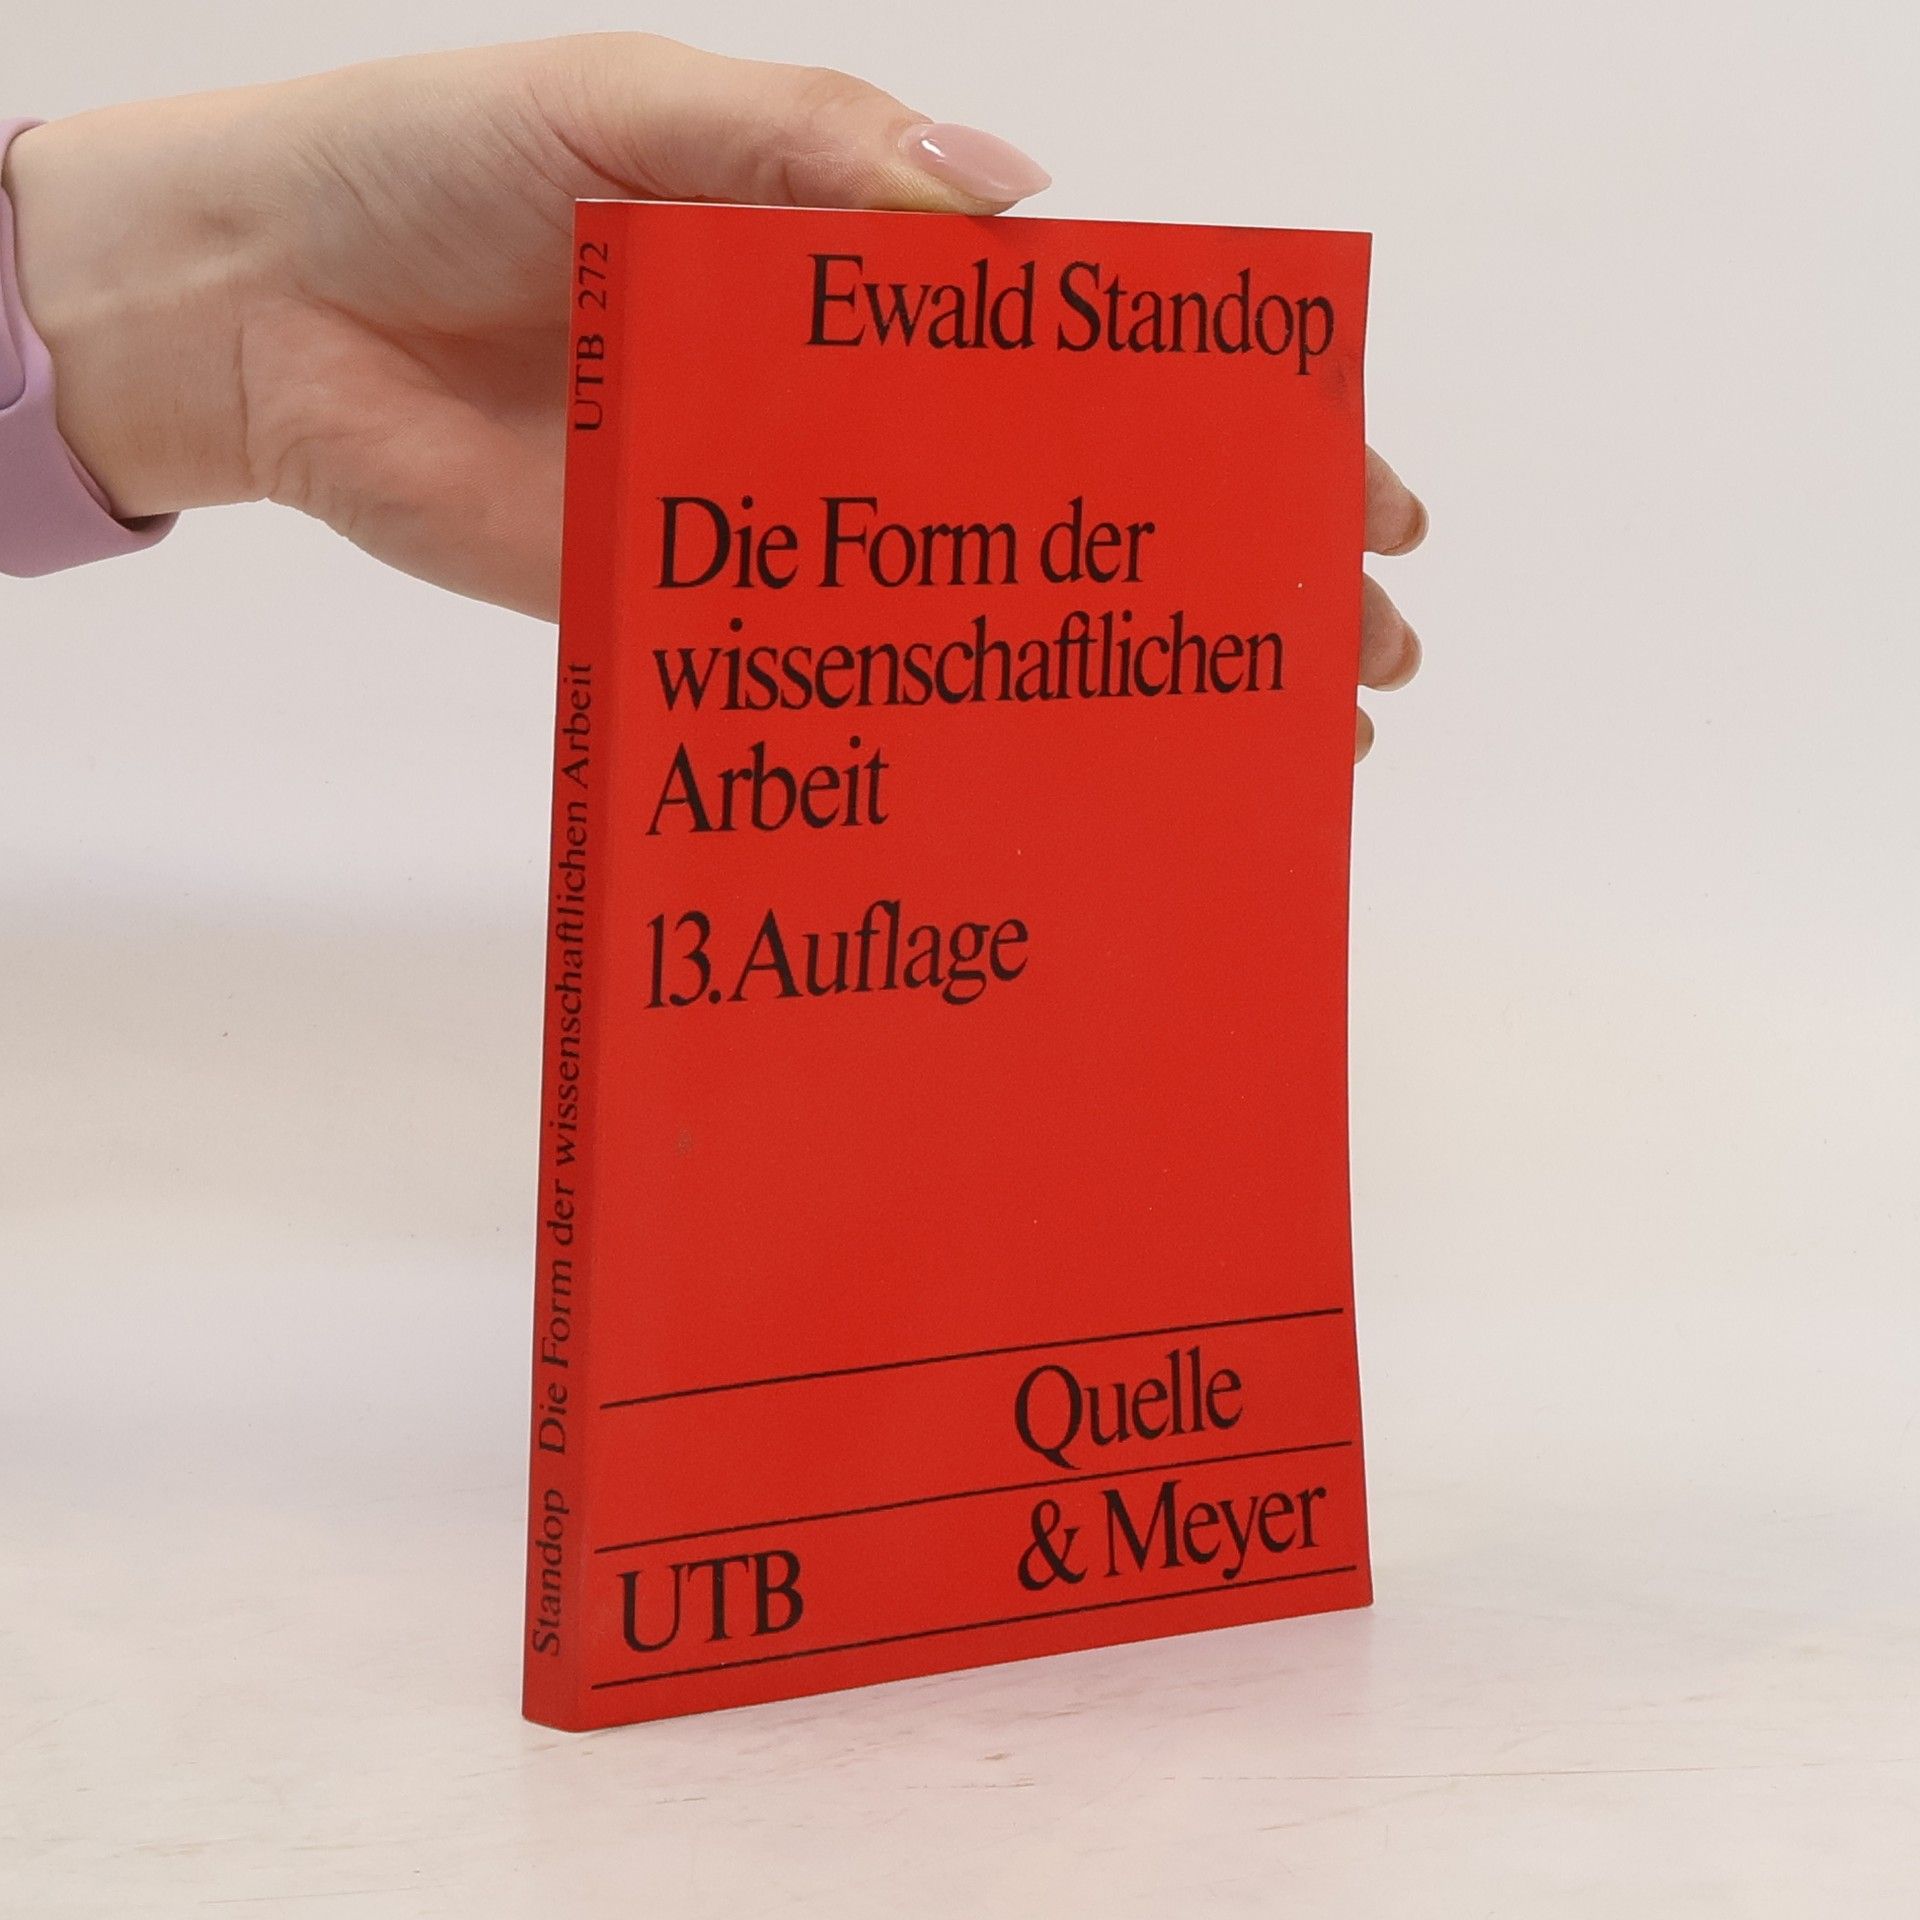 Ewald Standop
Die Form der
wissenschaftlichen
Arbeit
13. Auflage
Quelle
& Meyer
UTB
Standop Die Form der wissenschaftlichen Arbeit UTB 272